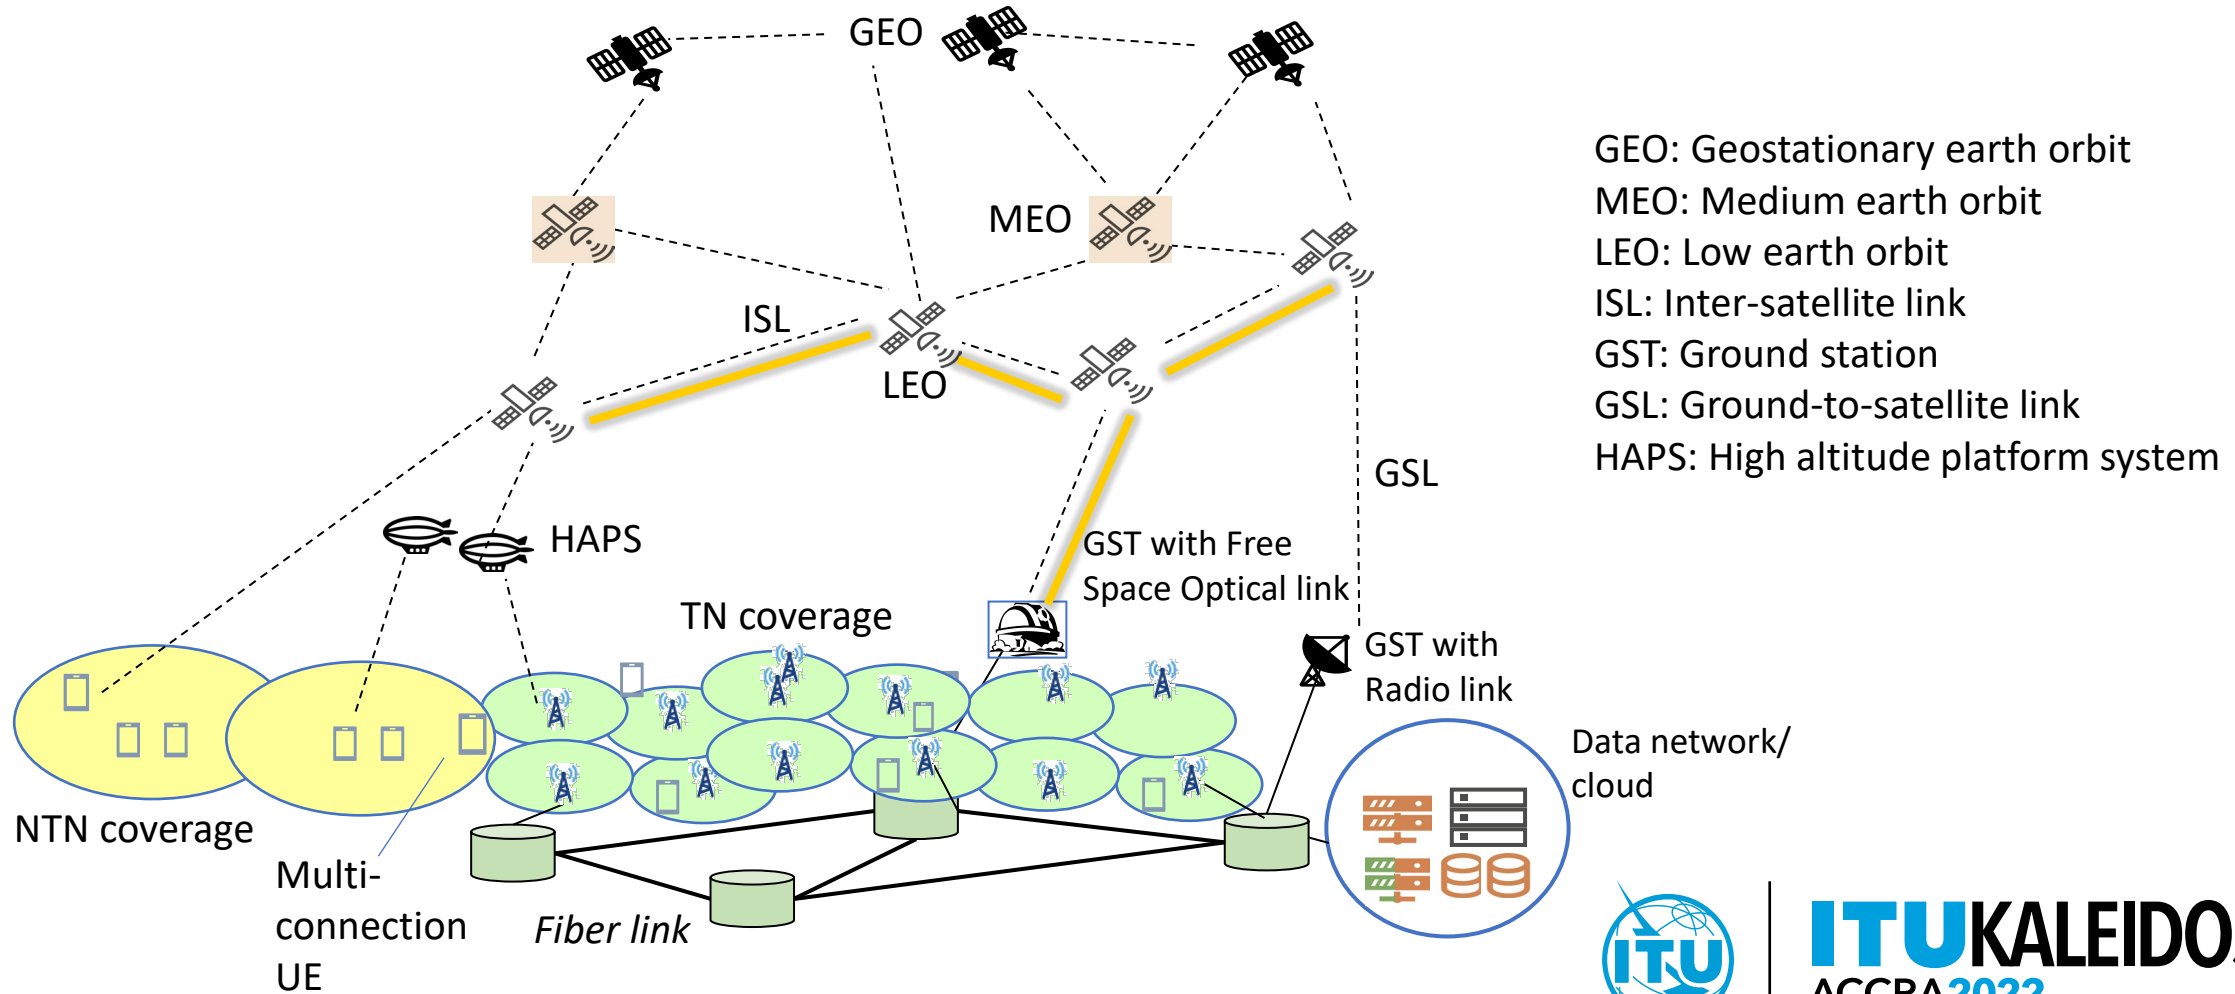 GEO
MEO
ISL
LEO
GSL
HAPS
GST with Free
Space Optical link
TN coverage
GST with
Radio link
Data network/
cloud
NTN coverage
Multi-
connection
UE
Fiber link
GEO: Geostationary earth orbit
MEO: Medium earth orbit
LEO: Low earth orbit
ISL: Inter-satellite link
GST: Ground station
GSL: Ground-to-satellite link
HAPS: High altitude platform system
ITU
ITUKALEIDO
ACCRA2022